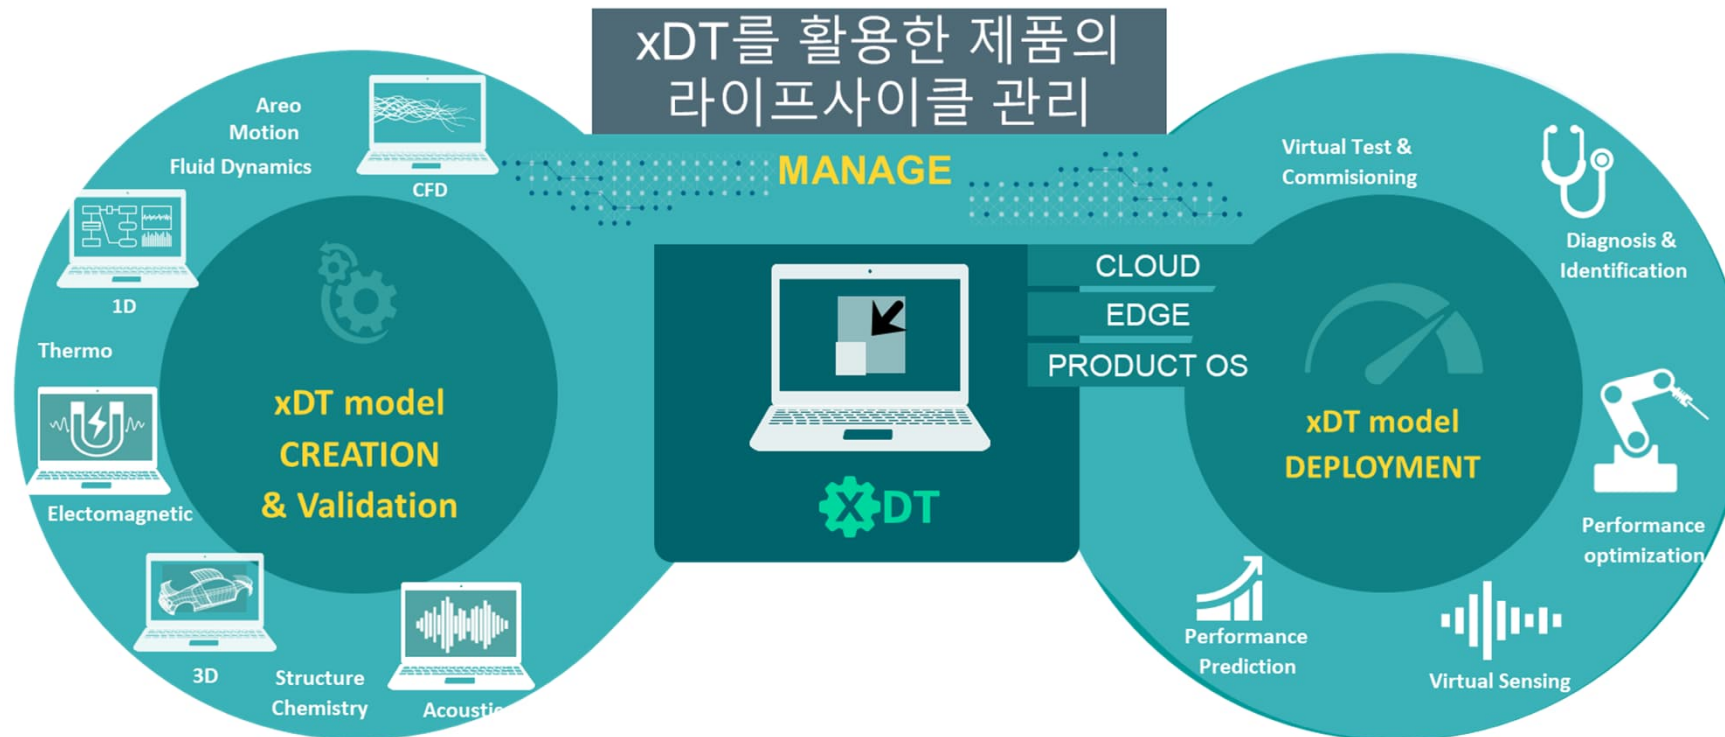 xDT를 활용한 제품의
라이프사이클 관리
MANAGE
Areo
Motion
Fluid Dynamics
CFD
1D
Thermo
Electomagnetic
3D
Structure
Chemistry
Acoustic
xDT model
CREATION
& Validation
XDT
CLOUD
EDGE
PRODUCT OS
Virtual Test &
Commisioning
Diagnosis &
Identification
xDT model
DEPLOYMENT
Performance
optimization
Performance
Prediction
Virtual Sensing